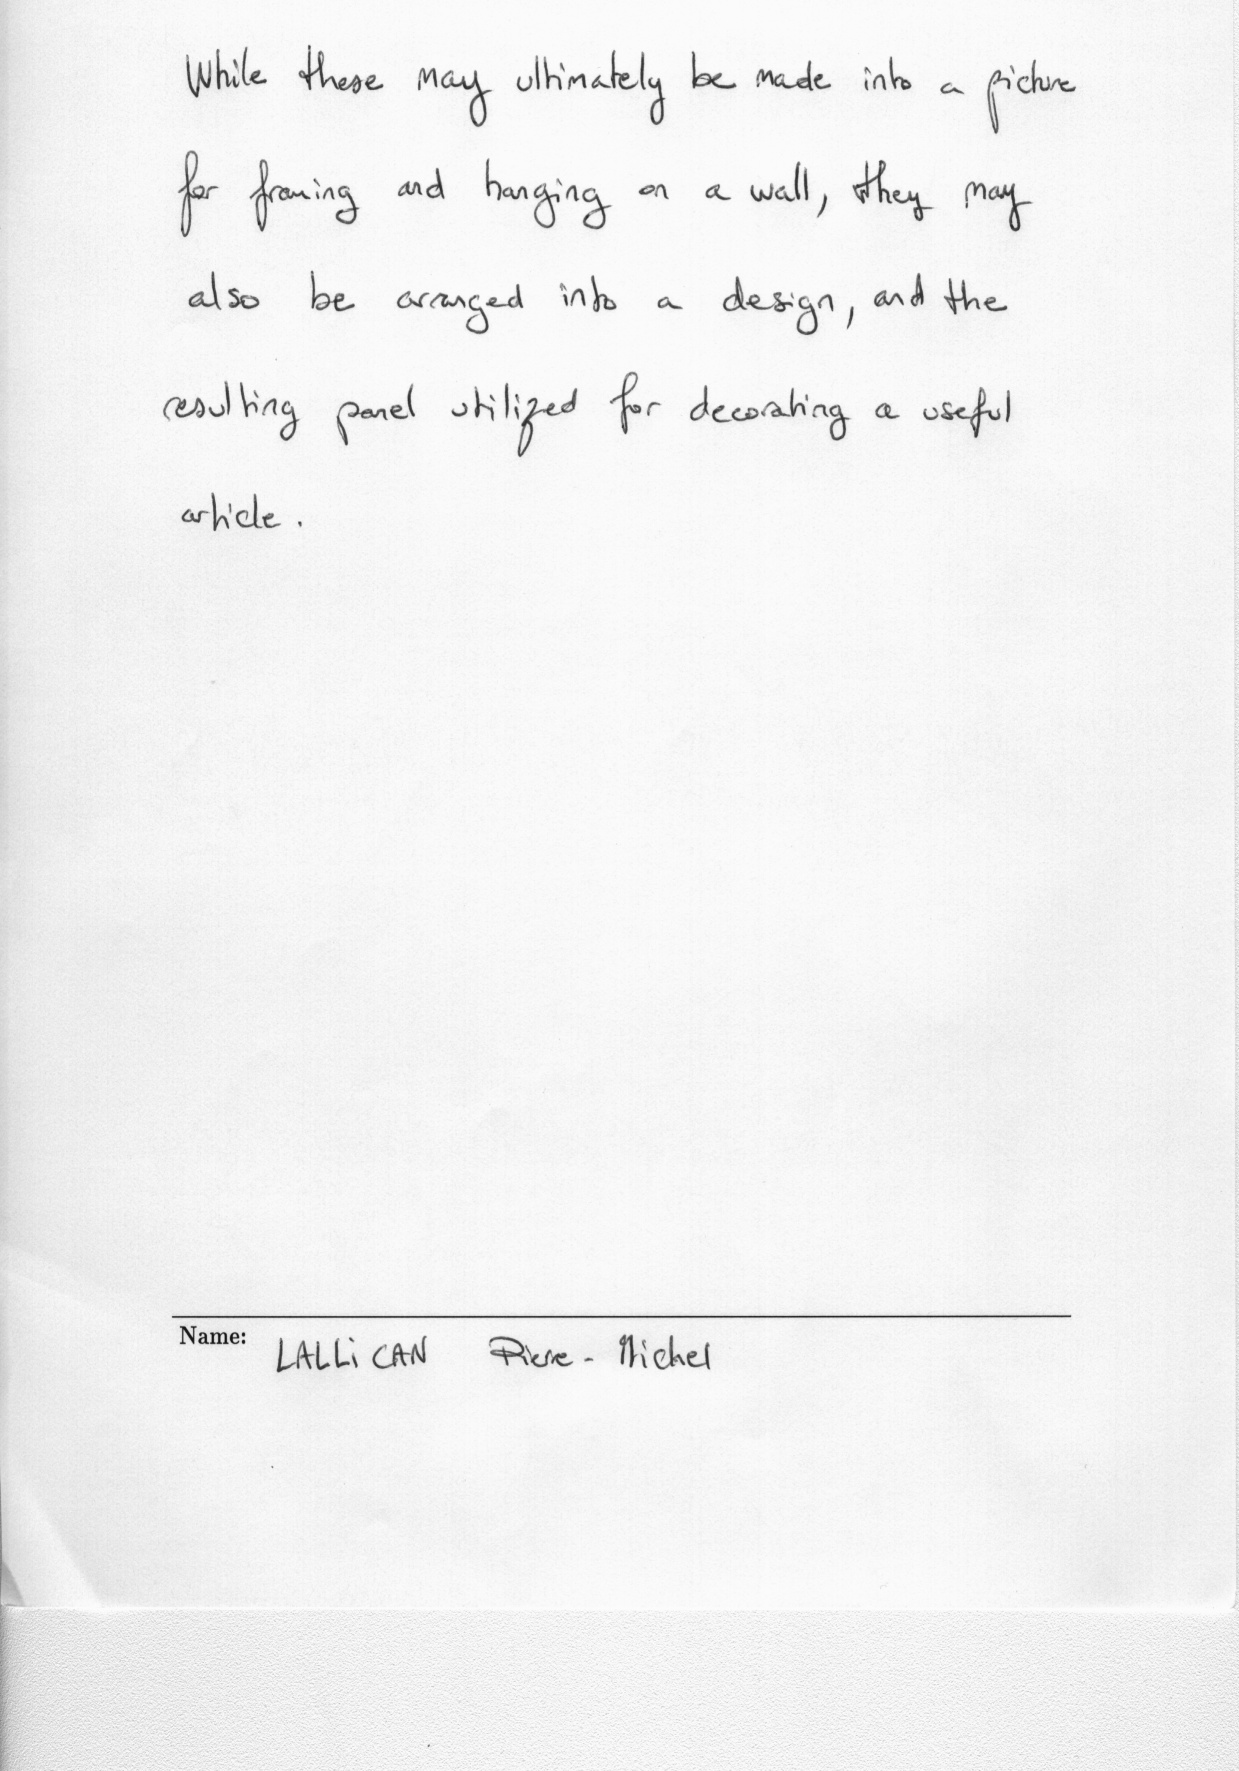 While these may ultimately be made into a picture
for framing and hanging on a wall, they may
also be arranged into a design, and the
resulting panel utilized for decorating a useful
article.
Name: LALLiCAN Pierre-Michel